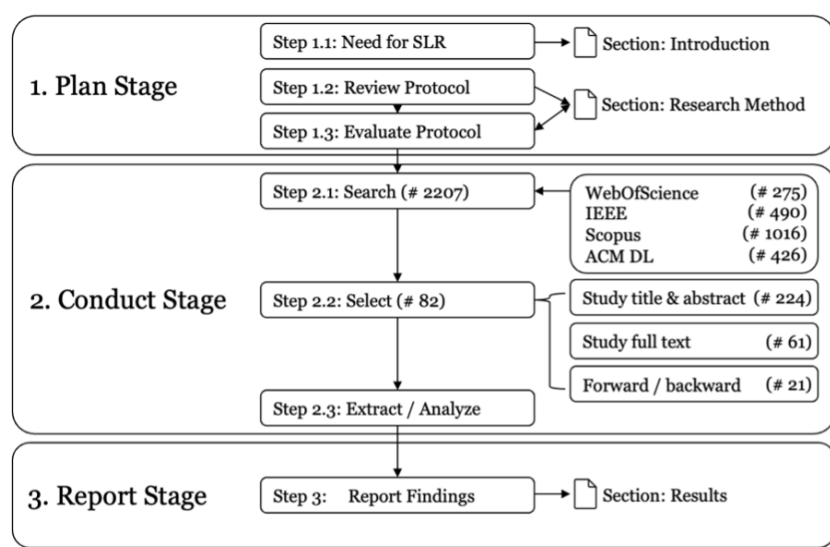 Step 1.1: Need for SLR
Section: Introduction
1. Plan Stage
Step 1.2: Review Protocol
Section: Research Method
Step 1.3: Evaluate Protocol
Step 2.1: Search (# 2207)
WebOfScience (# 275)
IEEE (# 490)
Scopus (# 1016)
ACM DL (# 426)
2. Conduct Stage
Step 2.2: Select (# 82)
Study title & abstract (# 224)
Study full text (# 61)
Forward / backward (# 21)
Step 2.3: Extract / Analyze
3. Report Stage
Step 3: Report Findings
Section: Results